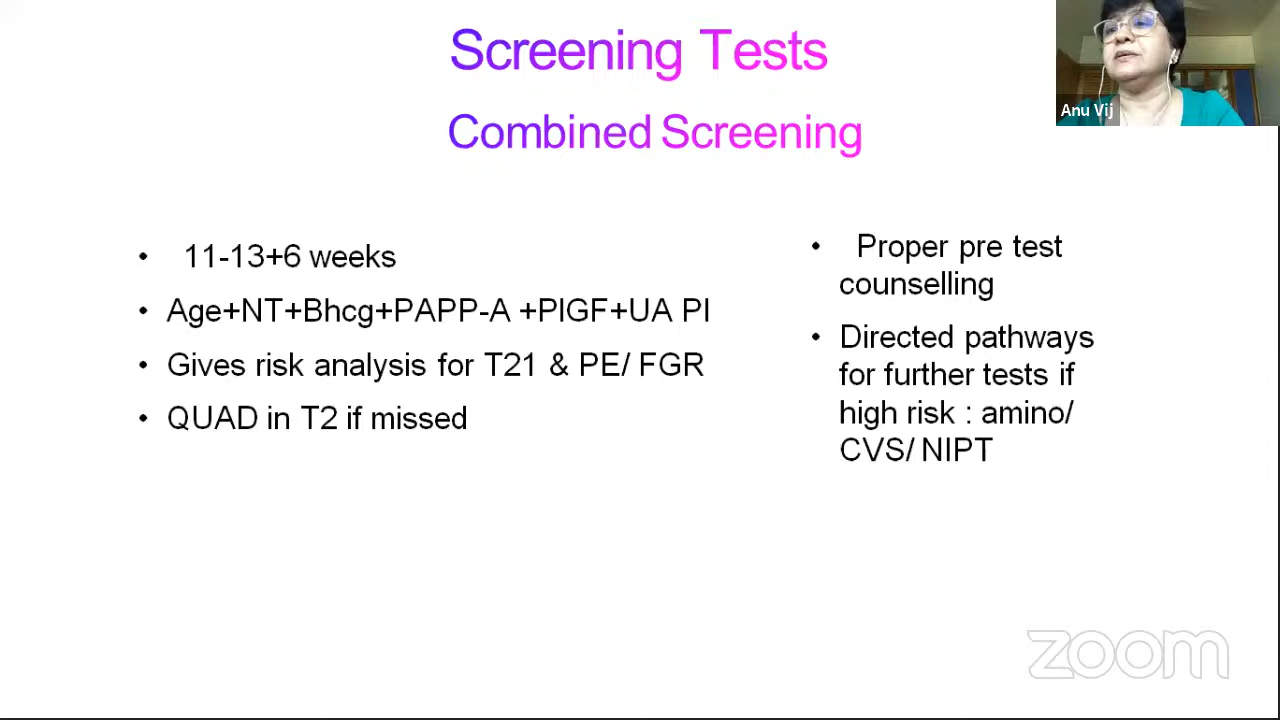 Screening Tests
Combined Screening
Anu Vij
• 11-13+6 weeks
• Age+NT+Bhcg+PAPP-A +PlGF+UA PI
• Gives risk analysis for T21 & PE/ FGR
• QUAD in T2 if missed
• Proper pre test
counselling
• Directed pathways
for further tests if
high risk : amino/
CVS/ NIPT
zoom